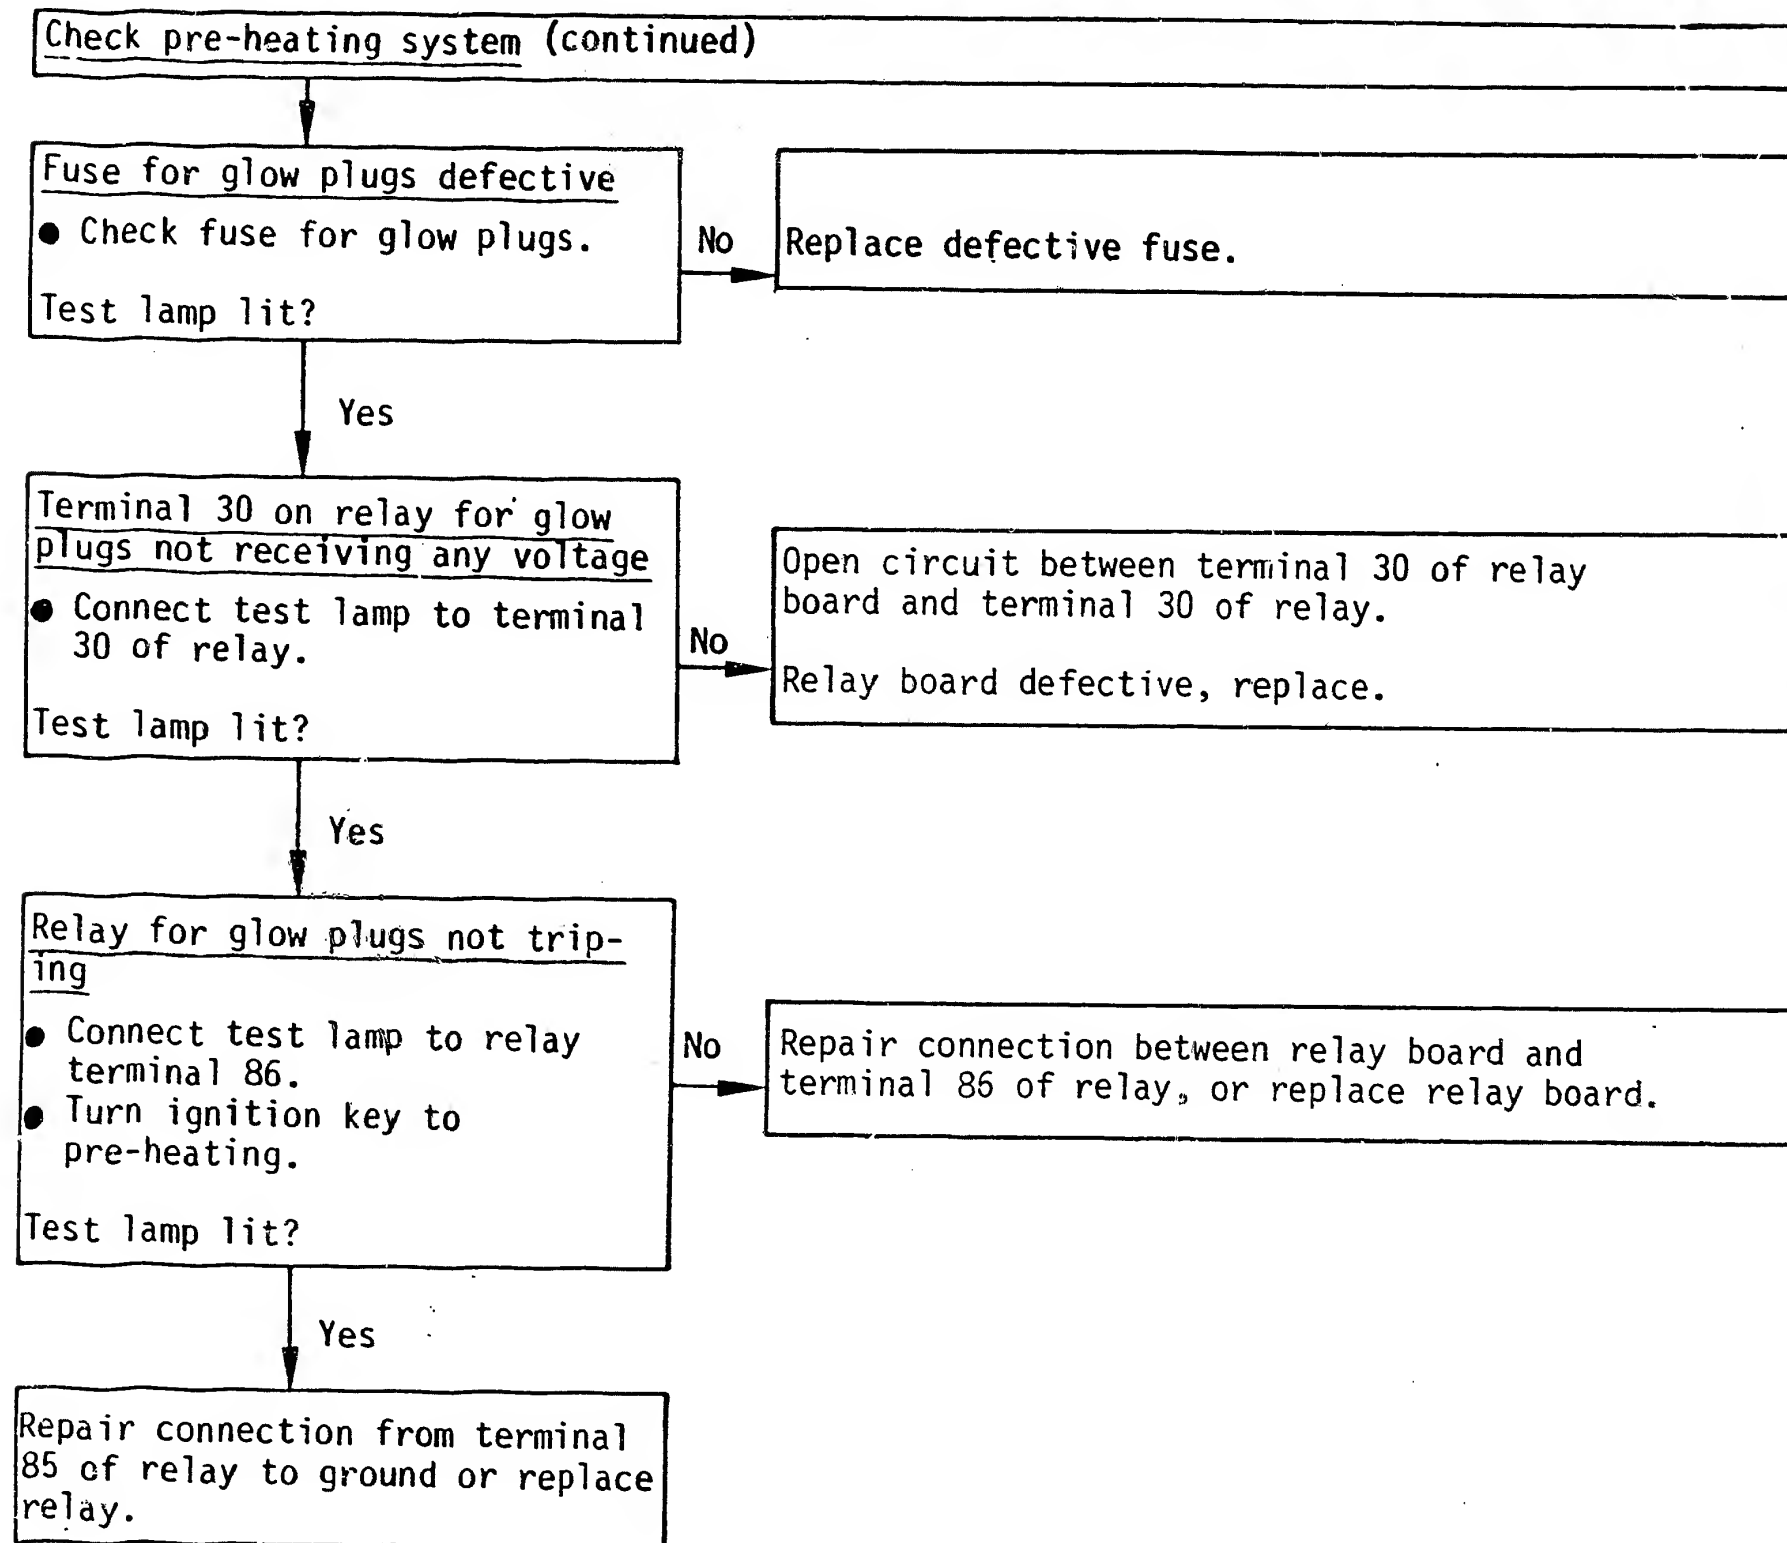 Check pre-heating system (continued)
Fuse for glow plugs defective
● Check fuse for glow plugs.
Test lamp lit?
No
Replace defective fuse.
Yes
Terminal 30 on relay for glow
plugs not receiving any voltage
● Connect test lamp to terminal
30 of relay.
Test lamp lit?
No
Open circuit between terminal 30 of relay
board and terminal 30 of relay.
Relay board defective, replace.
Yes
Relay for glow plugs not trip-
ing
● Connect test lamp to relay
terminal 86.
● Turn ignition key to
pre-heating.
Test lamp lit?
No
Repair connection between relay board and
terminal 86 of relay, or replace relay board.
Yes
Repair connection from terminal
85 of relay to ground or replace
relay.